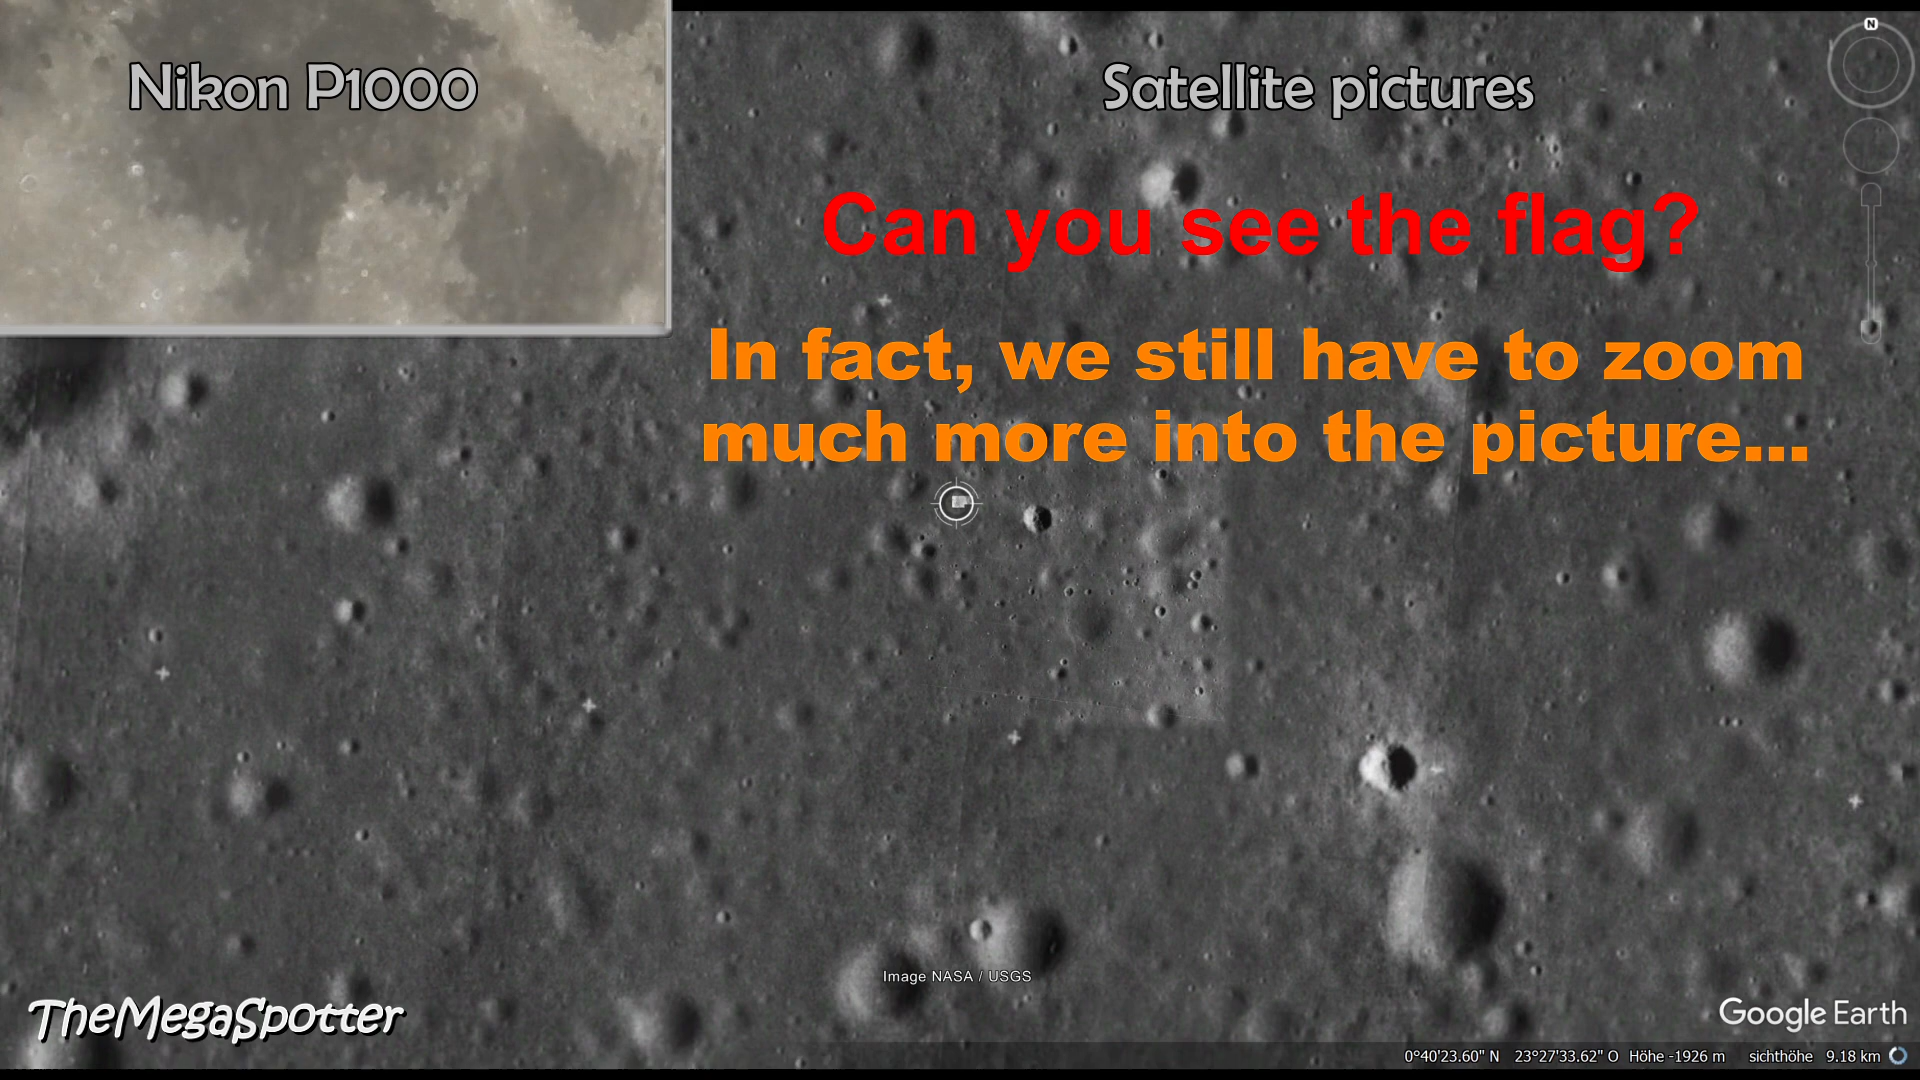 Nikon P1000
Satellite pictures
N
Can you see the flag?
In fact, we still have to zoom
much more into the picture...
Image NASA / USGS
TheMegaSpotter
Google Earth
0°40'23.60" N 23°27'33.62" O Höhe -1926 m sichthöhe 9.18 km